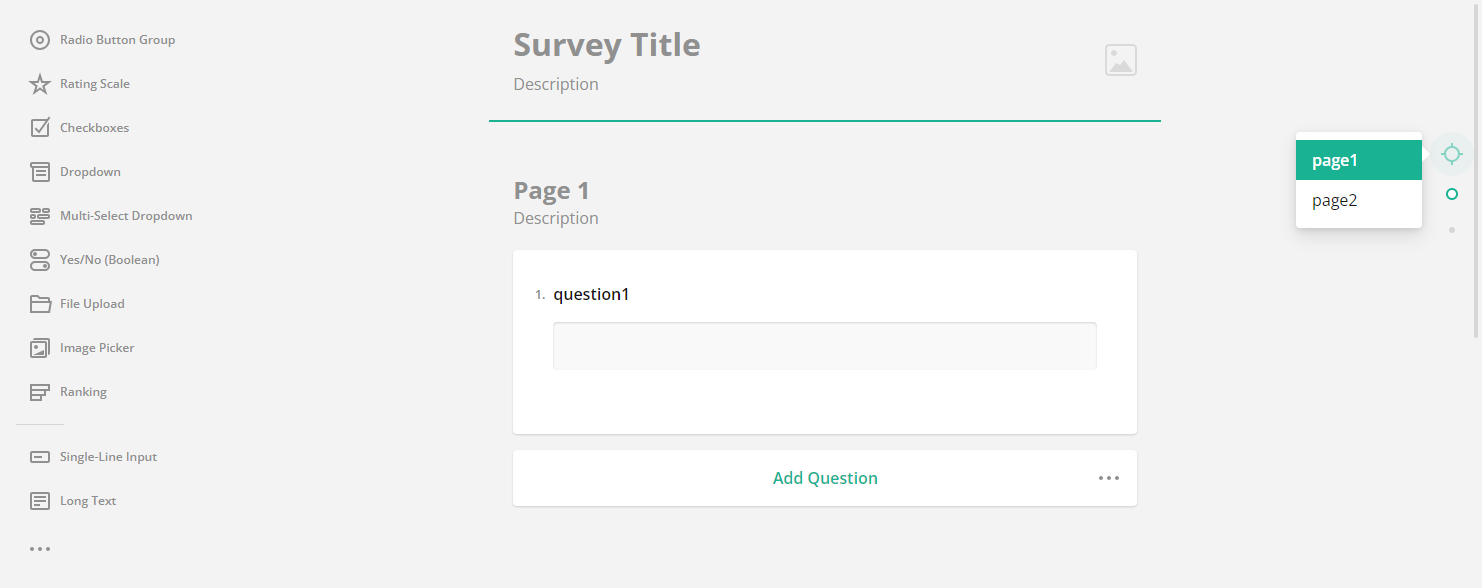 Radio Button Group
Rating Scale
Checkboxes
Dropdown
Multi-Select Dropdown
Yes/No (Boolean)
File Upload
Image Picker
Ranking
Single-Line Input
Long Text
Survey Title
Description
Page 1
Description
1. question1
Add Question
page1
page2